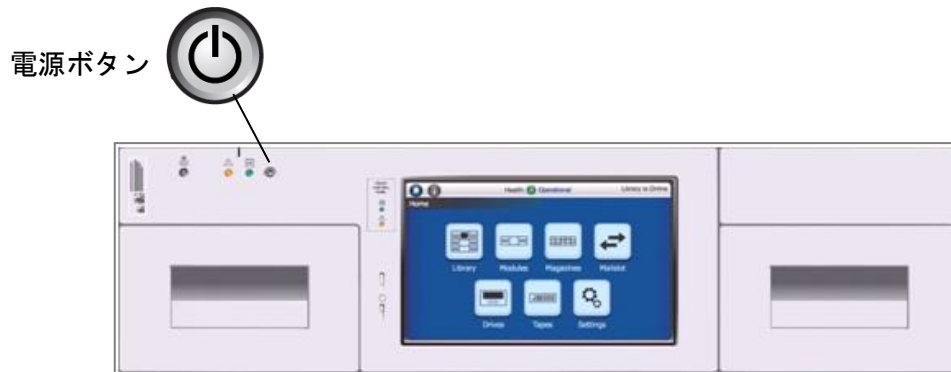 電源ボタン
Health: Operational
Library is Online
Home
Library
Modules
Magazines
Mailslot
Drives
Tapes
Settings